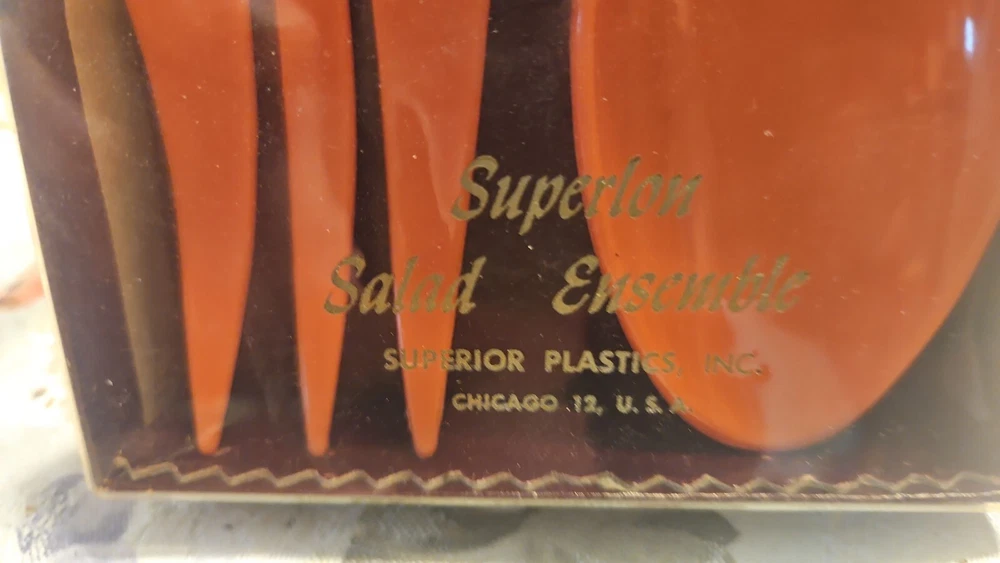 Superlon
Salad Ensemble
SUPERIOR PLASTICS, INC.
CHICAGO 12, U. S. A.